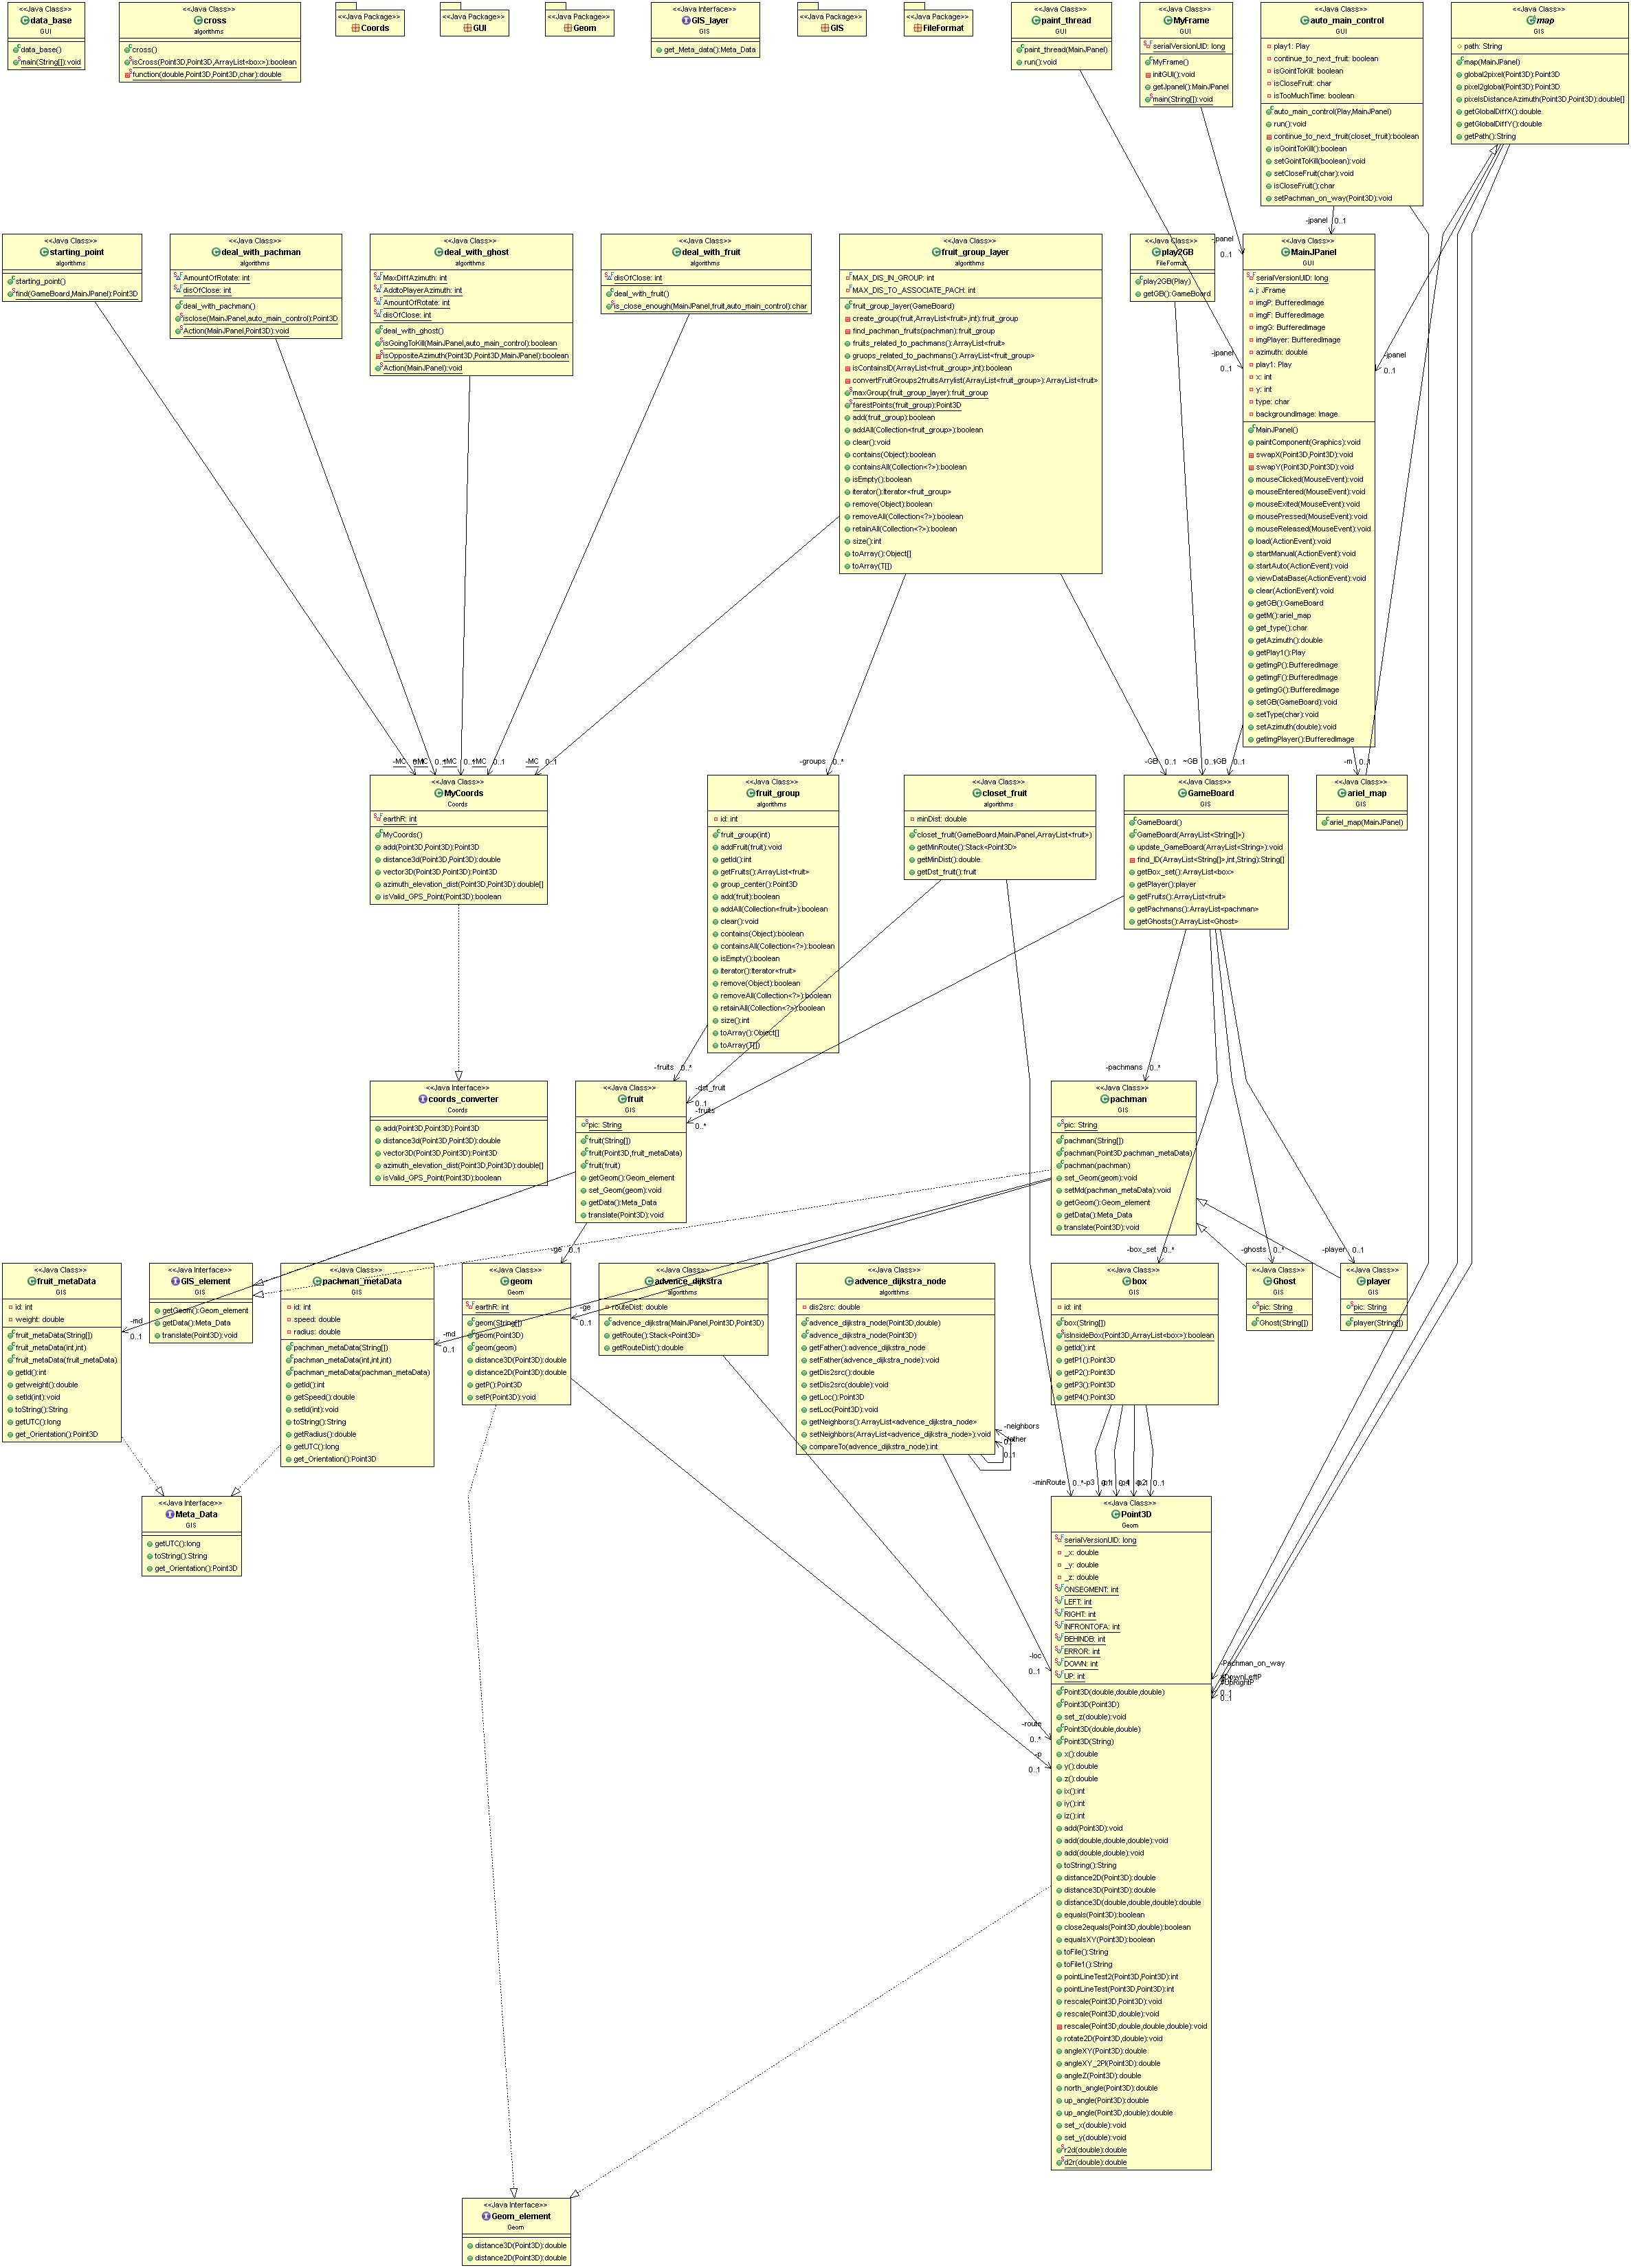 <<Java Class>>
data_base
GUI
data_base()
main(String[]):void
<<Java Class>>
cross
algorithms
cross()
isCross(Point3D,Point3D,ArrayList<box>):boolean
function(double,Point3D,Point3D,char):double
<<Java Package>>
Coords
<<Java Package>>
GUI
<<Java Package>>
Geom
<<Java Interface>>
GIS_layer
GIS
get_Meta_data():Meta_Data
<<Java Package>>
GIS
<<Java Package>>
FileFormat
<<Java Class>>
paint_thread
GUI
paint_thread(MainJPanel)
run():void
<<Java Class>>
MyFrame
GUI
serialVersionUID: long
MyFrame()
initGUI():void
getJpanel():MainJPanel
main(String[]):void
<<Java Class>>
auto_main_control
GUI
play1: Play
continue_to_next_fruit: boolean
isGointToKill: boolean
isCloseFruit: char
isTooMuchTime: boolean
auto_main_control(Play,MainJPanel)
run():void
continue_to_next_fruit(closet_fruit):boolean
isGointToKill():boolean
setGointToKill(boolean):void
setCloseFruit(char):void
isCloseFruit():char
setPachman_on_way(Point3D):void
<<Java Class>>
map
GIS
path: String
map(MainJPanel)
global2pixel(Point3D):Point3D
pixel2global(Point3D):Point3D
pixelsDistanceAzimuth(Point3D,Point3D):double[]
getGlobalDiffX():double
getGlobalDiffY():double
getPath():String
<<Java Class>>
starting_point
algorithms
starting_point()
find(GameBoard,MainJPanel):Point3D
<<Java Class>>
deal_with_pachman
algorithms
AmountOfRotate: int
disOfClose: int
deal_with_pachman()
isclose(MainJPanel,auto_main_control):Point3D
Action(MainJPanel,Point3D):void
<<Java Class>>
deal_with_ghost
algorithms
MaxDiffAzimuth: int
AddtoPlayerAzimuth: int
AmountOfRotate: int
disOfClose: int
deal_with_ghost()
isGoingToKill(MainJPanel,auto_main_control):boolean
isOppositeAzimuth(Point3D,Point3D,MainJPanel):boolean
Action(MainJPanel):void
<<Java Class>>
deal_with_fruit
algorithms
disOfClose: int
deal_with_fruit()
is_close_enough(MainJPanel,fruit,auto_main_control):char
<<Java Class>>
fruit_group_layer
algorithms
MAX_DIS_IN_GROUP: int
MAX_DIS_TO_ASSOCIATE_PACH: int
fruit_group_layer(GameBoard)
create_group(fruit,ArrayList<fruit>,int):fruit_group
find_pachman_fruits(pachman):fruit_group
fruits_related_to_pachmans():ArrayList<fruit>
gruops_related_to_pachmans():ArrayList<fruit_group>
isContainsID(ArrayList<fruit_group>,int):boolean
convertFruitGroups2fruitsArrylist(ArrayList<fruit_group>):ArrayList<fruit>
maxGroup(fruit_group_layer):fruit_group
farestPoints(fruit_group):Point3D
add(fruit_group):boolean
addAll(Collection<fruit_group>):boolean
clear():void
contains(Object):boolean
containsAll(Collection<?>):boolean
isEmpty():boolean
iterator():Iterator<fruit_group>
remove(Object):boolean
removeAll(Collection<?>):boolean
retainAll(Collection<?>):boolean
size():int
toArray():Object[]
toArray(T[])
<<Java Class>>
play2GB
FileFormat
play2GB(Play)
getGB():GameBoard
-jpanel 0..1
-jpanel 0..1
-jpanel 0..1
-jpanel 0..1
<<Java Class>>
MainJPanel
GUI
serialVersionUID: long
j: JFrame
imgP: BufferedImage
imgF: BufferedImage
imgG: BufferedImage
imgPlayer: BufferedImage
azimuth: double
play1: Play
x: int
y: int
type: char
backgroundImage: Image
MainJPanel()
paintComponent(Graphics):void
swapX(Point3D,Point3D):void
swapY(Point3D,Point3D):void
mouseClicked(MouseEvent):void
mouseEntered(MouseEvent):void
mouseExited(MouseEvent):void
mousePressed(MouseEvent):void
mouseReleased(MouseEvent):void
load(ActionEvent):void
startManual(ActionEvent):void
startAuto(ActionEvent):void
viewDataBase(ActionEvent):void
clear(ActionEvent):void
getGB():GameBoard
getM():ariel_map
get_type():char
getAzimuth():double
getPlay1():Play
getImgP():BufferedImage
getImgF():BufferedImage
getImgG():BufferedImage
setGB(GameBoard):void
setType(char):void
setAzimuth(double):void
getImgPlayer():BufferedImage
-MC 0..1
-groups 0..*
-GB 0..1
-m 0..1
<<Java Class>>
MyCoords
Coords
earthR: int
MyCoords()
add(Point3D,Point3D):Point3D
distance3d(Point3D,Point3D):double
vector3D(Point3D,Point3D):Point3D
azimuth_elevation_dist(Point3D,Point3D):double[]
isValid_GPS_Point(Point3D):boolean
<<Java Class>>
fruit_group
algorithms
id: int
fruit_group(int)
addFruit(fruit):void
getId():int
getFruits():ArrayList<fruit>
group_center():Point3D
add(fruit):boolean
addAll(Collection<fruit>):boolean
clear():void
contains(Object):boolean
containsAll(Collection<?>):boolean
isEmpty():boolean
iterator():Iterator<fruit>
remove(Object):boolean
removeAll(Collection<?>):boolean
retainAll(Collection<?>):boolean
size():int
toArray():Object[]
toArray(T[])
<<Java Class>>
closet_fruit
algorithms
minDist: double
closet_fruit(GameBoard,MainJPanel,ArrayList<fruit>)
getMinRoute():Stack<Point3D>
getMinDist():double
getDst_fruit():fruit
<<Java Class>>
GameBoard
GIS
GameBoard()
GameBoard(ArrayList<String[]>)
update_GameBoard(ArrayList<String>):void
find_ID(ArrayList<String[]>,int,String):String[]
getBox_set():ArrayList<box>
getPlayer():player
getFruits():ArrayList<fruit>
getPachmans():ArrayList<pachman>
getGhosts():ArrayList<Ghost>
<<Java Class>>
ariel_map
GIS
ariel_map(MainJPanel)
-fruits 0..*
-dst_fruit
0..1
-fruits
0..*
-pachmans 0..*
<<Java Interface>>
coords_converter
Coords
add(Point3D,Point3D):Point3D
distance3d(Point3D,Point3D):double
vector3D(Point3D,Point3D):Point3D
azimuth_elevation_dist(Point3D,Point3D):double[]
isValid_GPS_Point(Point3D):boolean
<<Java Class>>
fruit
GIS
pic: String
fruit(String[])
fruit(Point3D,fruit_metaData)
fruit(fruit)
getGeom():Geom_element
set_Geom(geom):void
getData():Meta_Data
translate(Point3D):void
<<Java Class>>
pachman
GIS
pic: String
pachman(String[])
pachman(Point3D,pachman_metaData)
pachman(pachman)
set_Geom(geom):void
setMd(pachman_metaData):void
getGeom():Geom_element
getData():Meta_Data
translate(Point3D):void
-ge 0..1
-box_set 0..*
-ghosts 0..*
-player 0..1
<<Java Class>>
fruit_metaData
GIS
id: int
weight: double
fruit_metaData(String[])
fruit_metaData(int,int)
fruit_metaData(fruit_metaData)
getId():int
getweight():double
setId(int):void
toString():String
getUTC():long
get_Orientation():Point3D
-md
0..1
<<Java Interface>>
GIS_element
GIS
getGeom():Geom_element
getData():Meta_Data
translate(Point3D):void
<<Java Class>>
pachman_metaData
GIS
id: int
speed: double
radius: double
pachman_metaData(String[])
pachman_metaData(int,int,int)
pachman_metaData(pachman_metaData)
getId():int
getSpeed():double
setId(int):void
toString():String
getRadius():double
getUTC():long
get_Orientation():Point3D
-md
0..1
<<Java Class>>
geom
Geom
earthR: int
geom(String[])
geom(Point3D)
geom(geom)
distance3D(Point3D):double
distance2D(Point3D):double
getP():Point3D
setP(Point3D):void
-ge
0..1
<<Java Class>>
advence_dijkstra
algorithms
routeDist: double
advence_dijkstra(MainJPanel,Point3D,Point3D)
getRoute():Stack<Point3D>
getRouteDist():double
<<Java Class>>
advence_dijkstra_node
algorithms
dis2src: double
advence_dijkstra_node(Point3D,double)
advence_dijkstra_node(Point3D)
getFather():advence_dijkstra_node
setFather(advence_dijkstra_node):void
getDis2src():double
setDis2src(double):void
getLoc():Point3D
setLoc(Point3D):void
getNeighbors():ArrayList<advence_dijkstra_node>
setNeighbors(ArrayList<advence_dijkstra_node>):void
compareTo(advence_dijkstra_node):int
-neighbors
0..1
<<Java Class>>
box
GIS
id: int
box(String[])
isInsideBox(Point3D,ArrayList<box>):boolean
getId():int
getP1():Point3D
getP2():Point3D
getP3():Point3D
getP4():Point3D
<<Java Class>>
Ghost
GIS
pic: String
Ghost(String[])
<<Java Class>>
player
GIS
pic: String
player(String[])
-minRoute 0..*
-p3
0..1
<<Java Interface>>
Meta_Data
GIS
getUTC():long
toString():String
get_Orientation():Point3D
<<Java Class>>
Point3D
Geom
serialVersionUID: long
_x: double
_y: double
_z: double
ONSEGMENT: int
LEFT: int
RIGHT: int
INFRONTOFA: int
BEHINDB: int
ERROR: int
DOWN: int
UP: int
Point3D(double,double,double)
Point3D(Point3D)
set_z(double):void
Point3D(double,double)
Point3D(String)
x():double
y():double
z():double
ix():int
iy():int
iz():int
add(Point3D):void
add(double,double,double):void
add(double,double):void
toString():String
distance2D(Point3D):double
distance3D(Point3D):double
distance3D(double,double,double):double
equals(Point3D):boolean
close2equals(Point3D,double):boolean
equalsXY(Point3D):boolean
toFile():String
toFile1():String
pointLineTest2(Point3D,Point3D):int
pointLineTest(Point3D,Point3D):int
rescale(Point3D,Point3D):void
rescale(Point3D,double):void
rescale(Point3D,double,double,double):void
rotate2D(Point3D,double):void
angleXY(Point3D):double
angleXY_2PI(Point3D):double
angleZ(Point3D):double
north_angle(Point3D):double
up_angle(Point3D):double
up_angle(Point3D,double):double
set_x(double):void
set_y(double):void
r2d(double):double
d2r(double):double
-loc
0..1
-route
0..*
-p
0..1
-Pachman_on_way
0..1
0..1
<<Java Interface>>
Geom_element
Geom
distance3D(Point3D):double
distance2D(Point3D):double